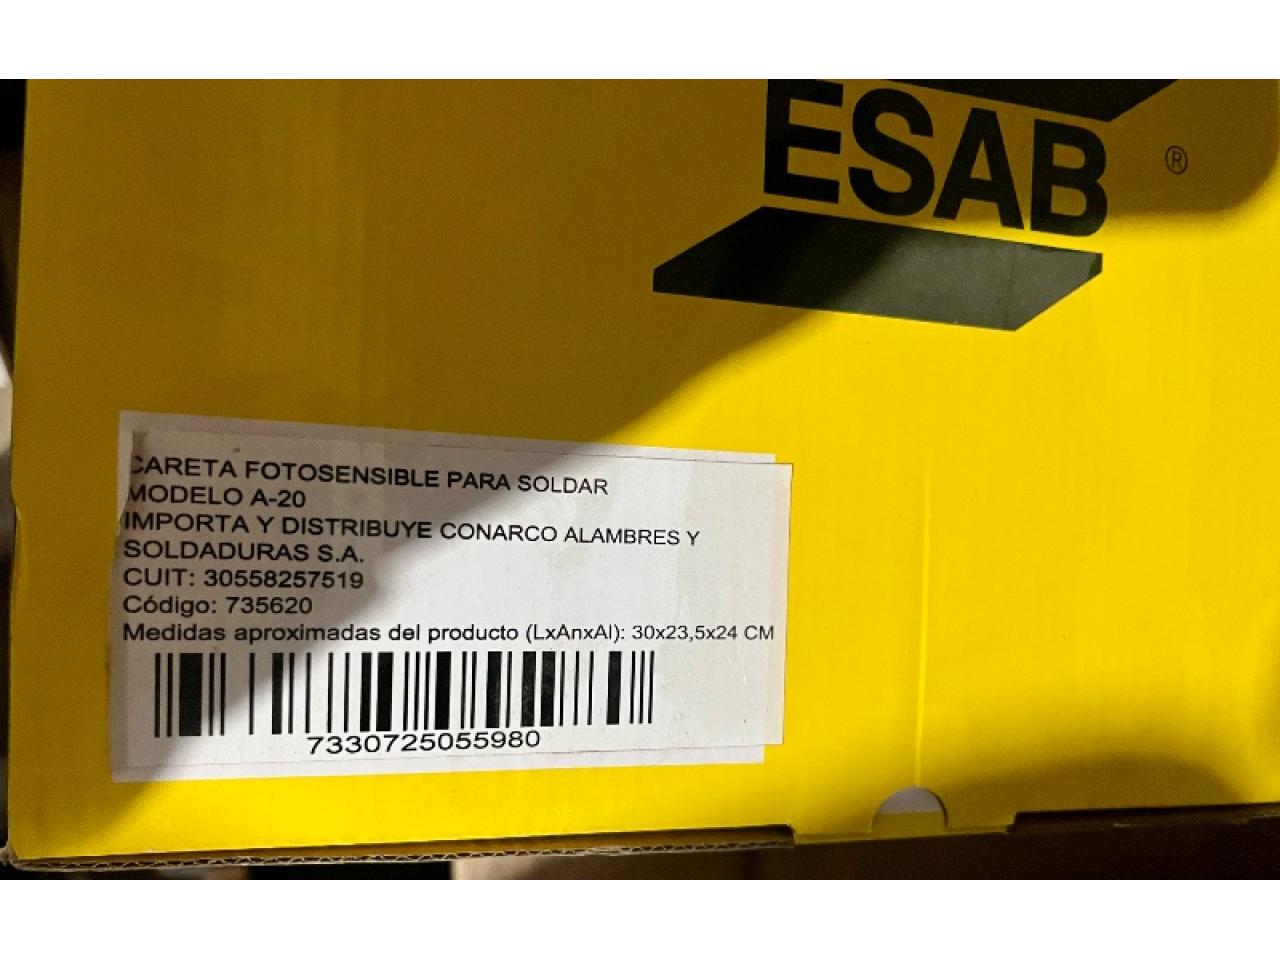 ESAB ®
CARETA FOTOSENSIBLE PARA SOLDAR
MODELO A-20
IMPORTA Y DISTRIBUYE CONARCO ALAMBRES Y
SOLDADURAS S.A.
CUIT: 30558257519
Código: 735620
Medidas aproximadas del producto (LxAnxAl): 30x23,5x24 CM
7330725055980